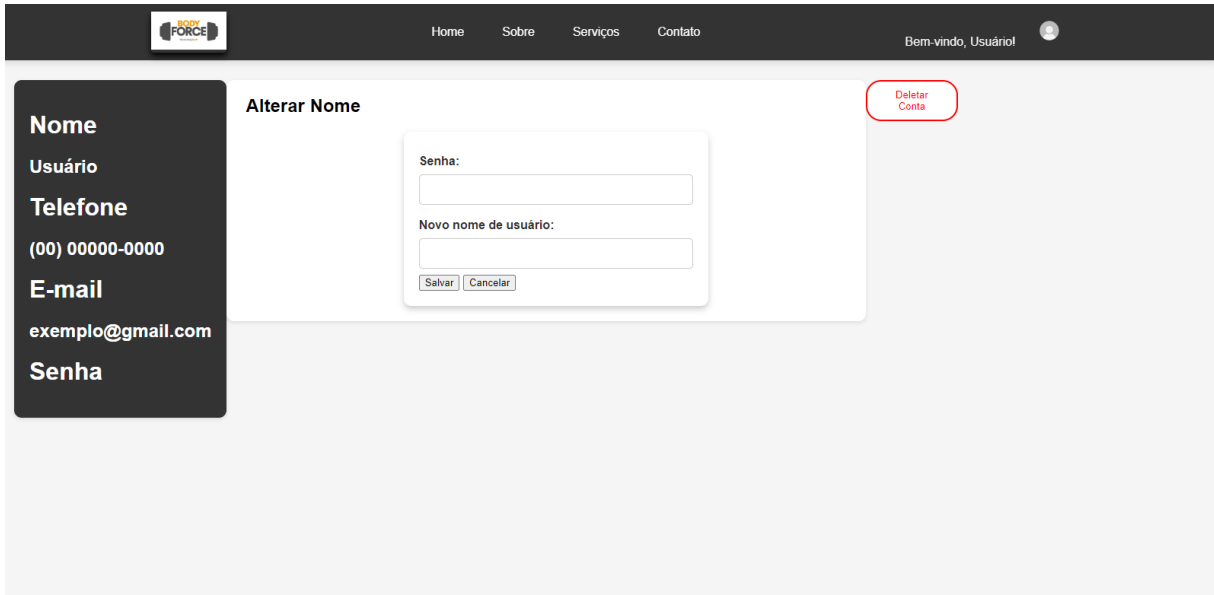 BODY
FORCE
Home Sobre Serviços Contato
Bem-vindo, Usuário!
Nome
Usuário
Telefone
(00) 00000-0000
E-mail
exemplo@gmail.com
Senha
Alterar Nome
Senha:
Novo nome de usuário:
Salvar Cancelar
Deletar
Conta